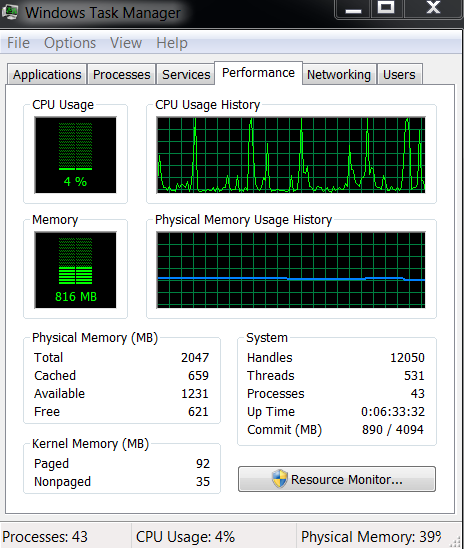 Windows Task Manager
File Options View Help
Applications Processes Services Performance Networking Users
CPU Usage
4 %
CPU Usage History
Memory
816 MB
Physical Memory Usage History
Physical Memory (MB)
Total 2047
Cached 659
Available 1231
Free 621
Kernel Memory (MB)
Paged 92
Nonpaged 35
System
Handles 12050
Threads 531
Processes 43
Up Time 0:06:33:32
Commit (MB) 890 / 4094
Resource Monitor...
Processes: 43 CPU Usage: 4% Physical Memory: 39%